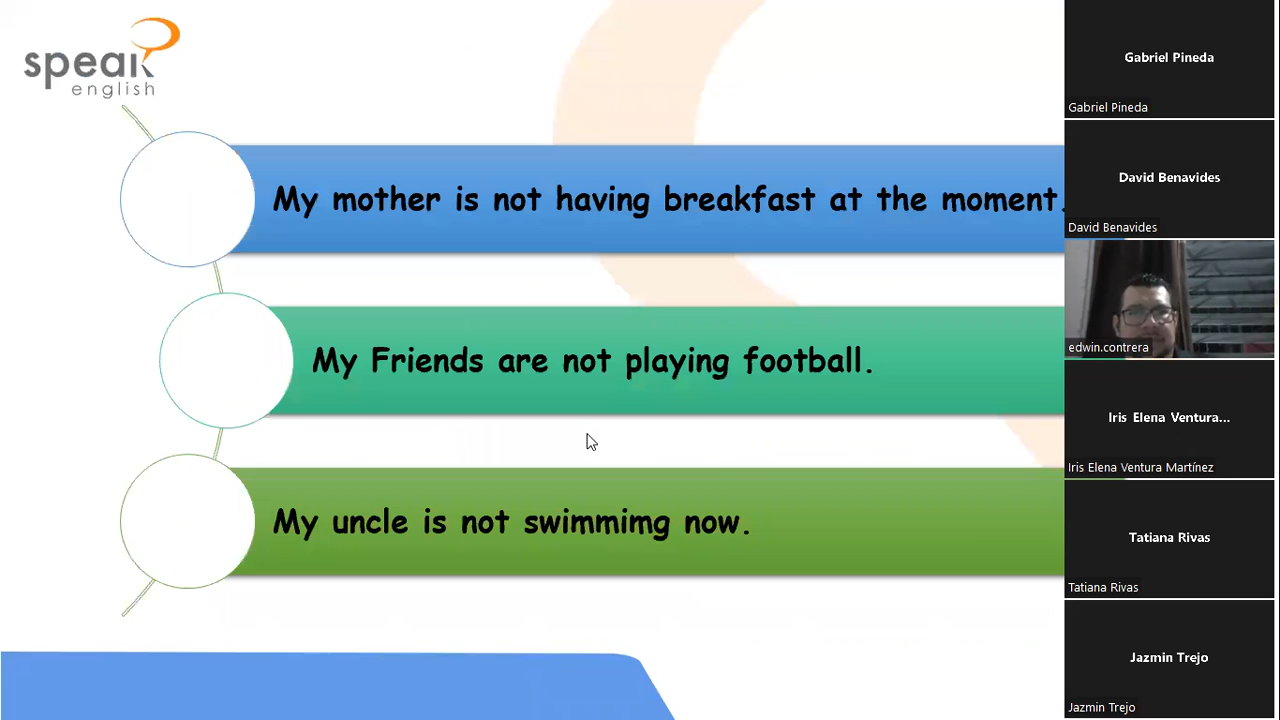 speak
english
My mother is not having breakfast at the moment.
My Friends are not playing football.
My uncle is not swimmimg now.
Gabriel Pineda
Gabriel Pineda
David Benavides
David Benavides
edwin.contrera
Iris Elena Ventura...
Iris Elena Ventura Martínez
Tatiana Rivas
Tatiana Rivas
Jazmin Trejo
Jazmin Trejo